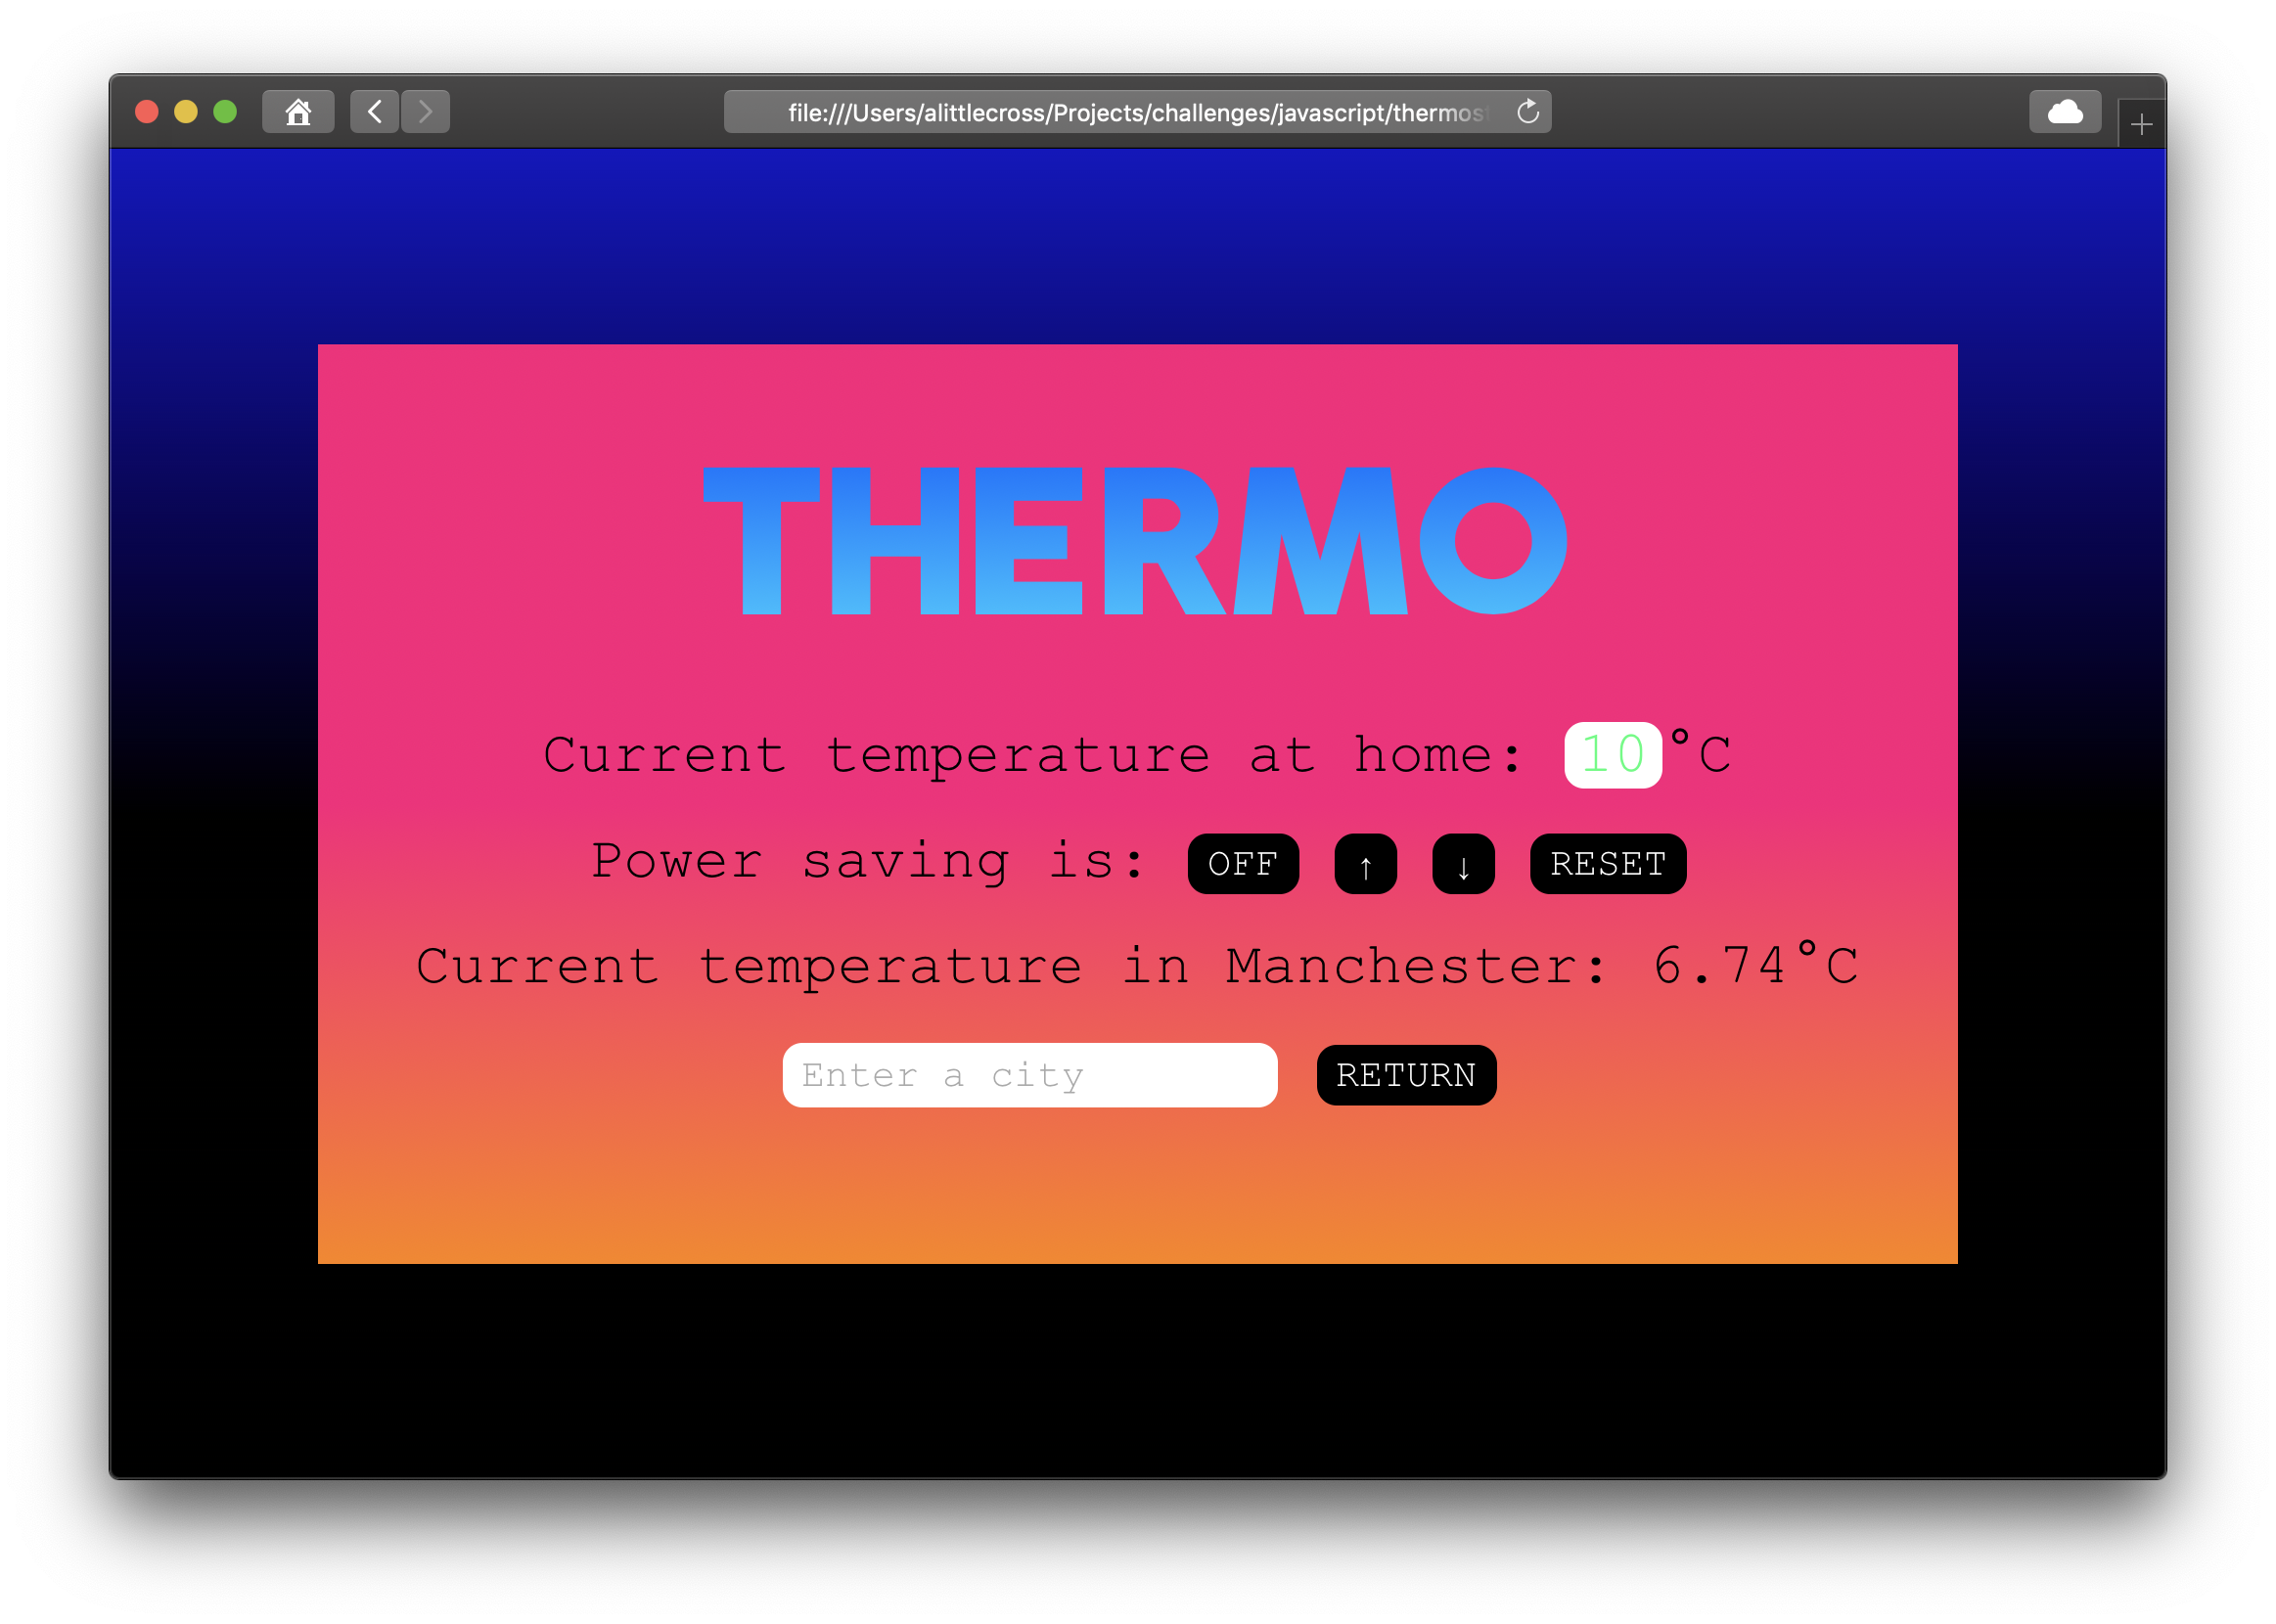 file:///Users/alittlecross/Projects/challenges/javascript/thermos
THERMO
Current temperature at home: 10°C
Power saving is: OFF ↑ ↓ RESET
Current temperature in Manchester: 6.74°C
Enter a city RETURN